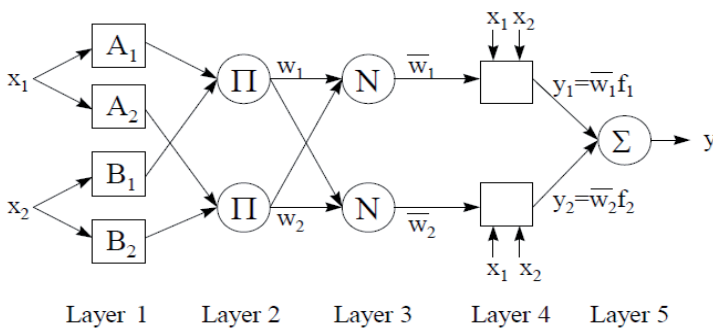 x₁ x₂
A₁
w₁
w̅₁
x₁
Π
N
y₁=w̅₁f₁
A₂
Σ
y
B₁
x₂
Π
N
y₂=w̅₂f₂
B₂
w₂
w̅₂
x₁ x₂
Layer 1 Layer 2 Layer 3 Layer 4 Layer 5